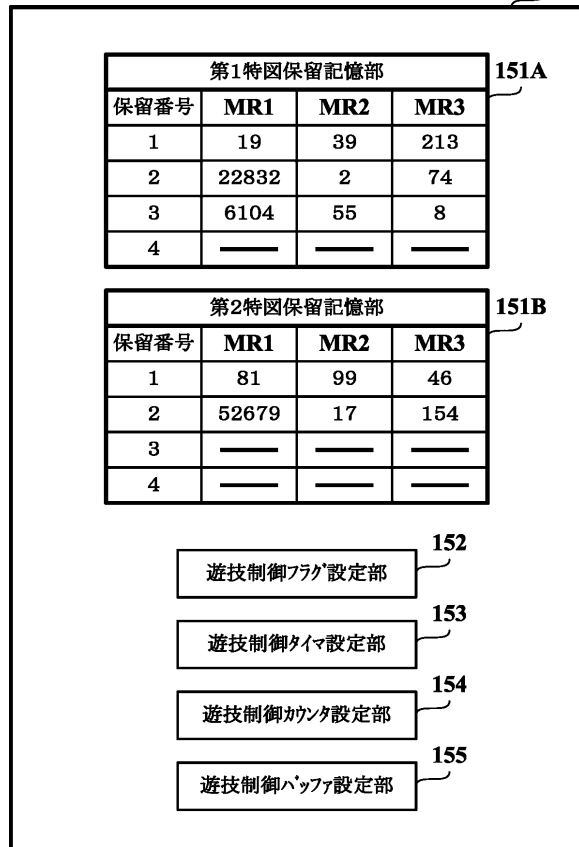 第1特図保留記憶部
151A
保留番号 MR1 MR2 MR3
1 19 39 213
2 22832 2 74
3 6104 55 8
4 — — —
第2特図保留記憶部
151B
保留番号 MR1 MR2 MR3
1 81 99 46
2 52679 17 154
3 — — —
4 — — —
152
遊技制御ﾌﾗｸﾞ設定部
153
遊技制御ﾀｲﾏ設定部
154
遊技制御ｶｳﾝﾀ設定部
155
遊技制御ﾊﾞｯﾌｧ設定部